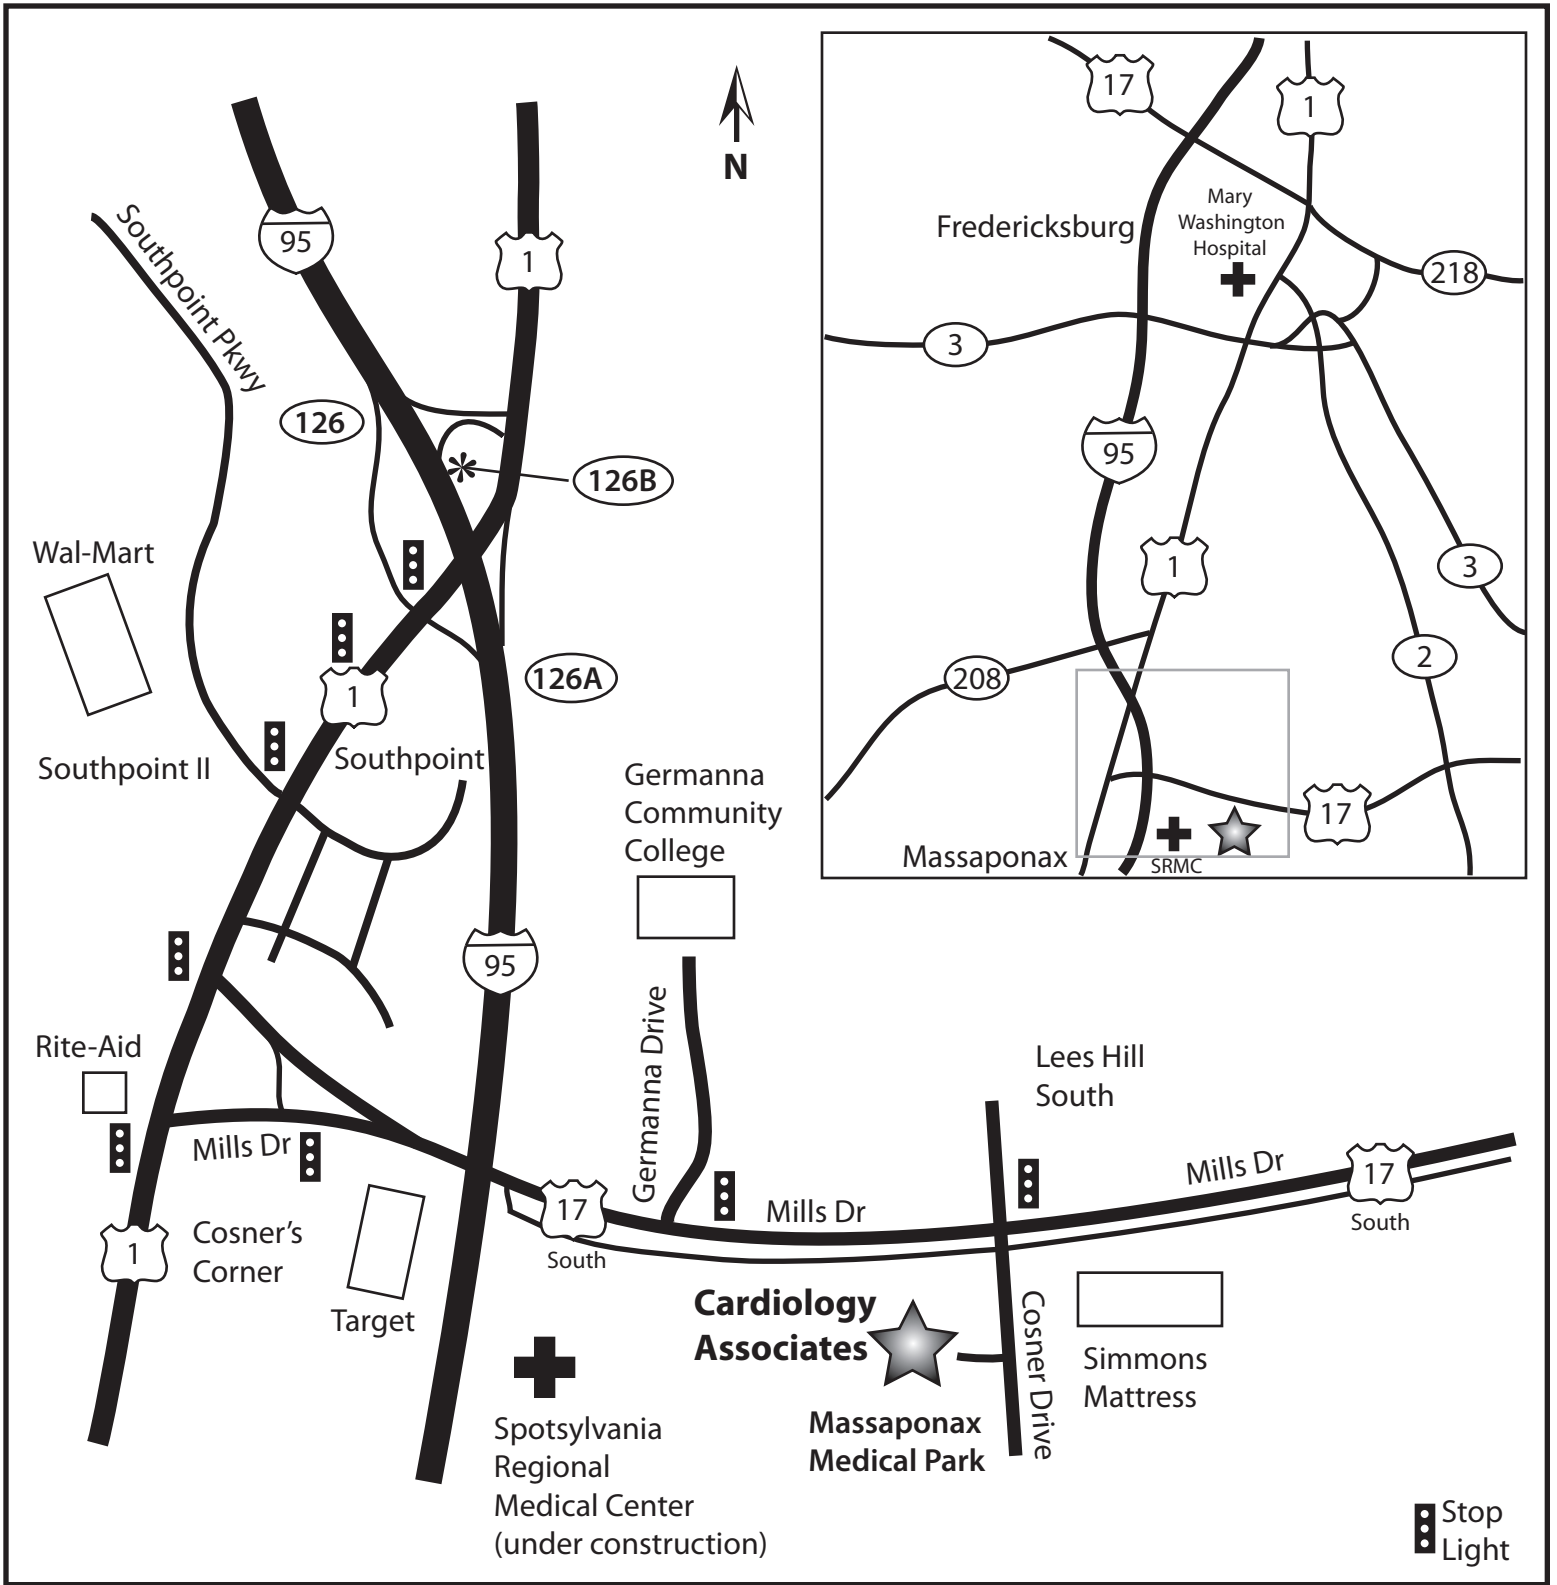 Southpoint Pkwy
95
1
N
126
126B
Wal-Mart
126A
1
Southpoint II
Southpoint
Germanna
Community
College
95
Germanna Drive
Rite-Aid
Mills Dr
1
Cosner's
Corner
Target
17
South
Mills Dr
Lees Hill
South
Mills Dr
17
South
Cardiology
Associates
Massaponax
Medical Park
Cosner Drive
Simmons
Mattress
Spotsylvania
Regional
Medical Center
(under construction)
Stop
Light
17
1
Mary
Washington
Hospital
Fredericksburg
218
3
95
1
3
2
208
17
Massaponax
SRMC